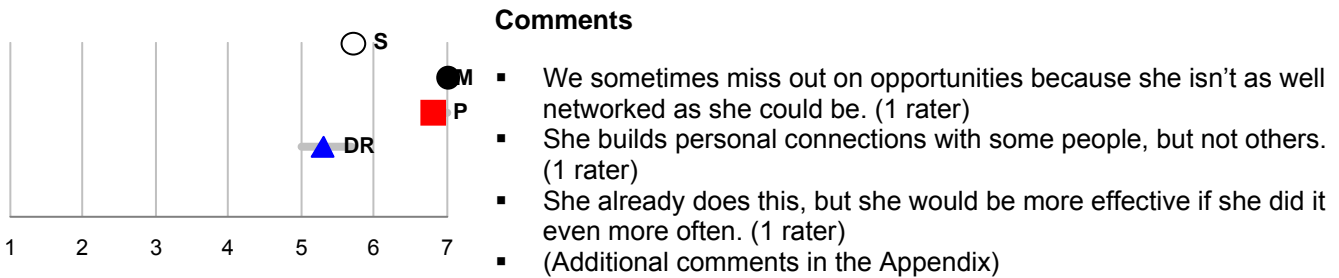 Comments
S
M
P
DR
1 2 3 4 5 6 7
▪ We sometimes miss out on opportunities because she isn’t as well
networked as she could be. (1 rater)
▪ She builds personal connections with some people, but not others.
(1 rater)
▪ She already does this, but she would be more effective if she did it
even more often. (1 rater)
▪ (Additional comments in the Appendix)